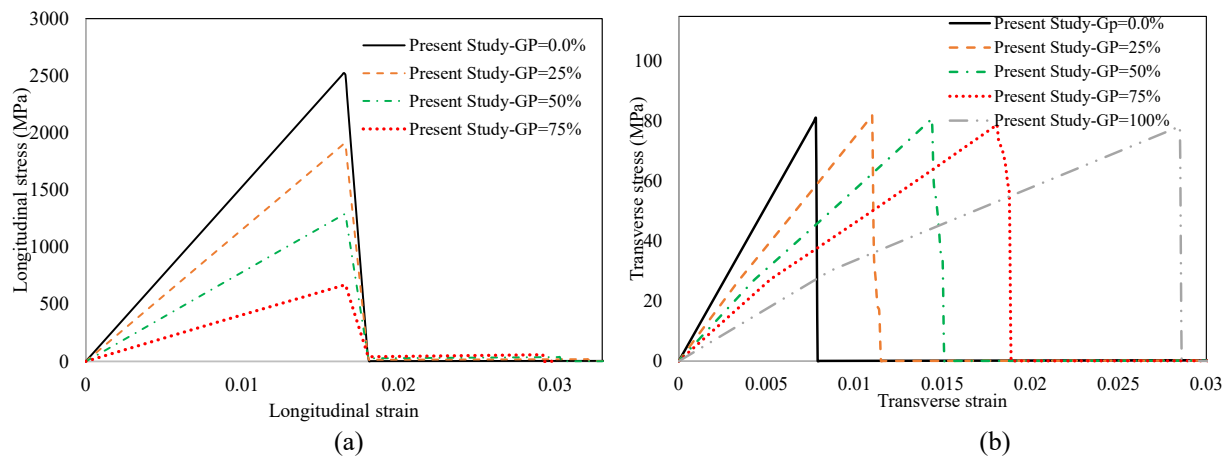 3000
2500
2000
1500
1000
500
0
Longitudinal stress (MPa)
Present Study-GP=0.0%
Present Study-GP=25%
Present Study-GP=50%
Present Study-GP=75%
0
0.01
0.02
0.03
Longitudinal strain
(a)
100
80
60
40
20
0
Transverse stress (MPa)
Present Study-Gp=0.0%
Present Study-GP=25%
Present Study-GP=50%
Present Study-GP=75%
Present Study-GP=100%
0
0.005
0.01
0.015
0.02
0.025
0.03
Transverse strain
(b)